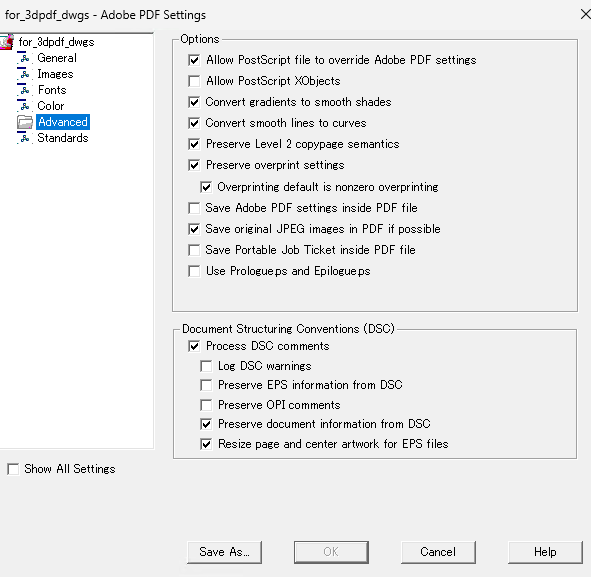 for_3dpdf_dwgs - Adobe PDF Settings
for_3dpdf_dwgs
General
Images
Fonts
Color
Advanced
Standards
Show All Settings
Options
Allow PostScript file to override Adobe PDF settings
Allow PostScript XObjects
Convert gradients to smooth shades
Convert smooth lines to curves
Preserve Level 2 copypage semantics
Preserve overprint settings
Overprinting default is nonzero overprinting
Save Adobe PDF settings inside PDF file
Save original JPEG images in PDF if possible
Save Portable Job Ticket inside PDF file
Use Prologue.ps and Epilogue.ps
Document Structuring Conventions (DSC)
Process DSC comments
Log DSC warnings
Preserve EPS information from DSC
Preserve OPI comments
Preserve document information from DSC
Resize page and center artwork for EPS files
Save As...
OK
Cancel
Help